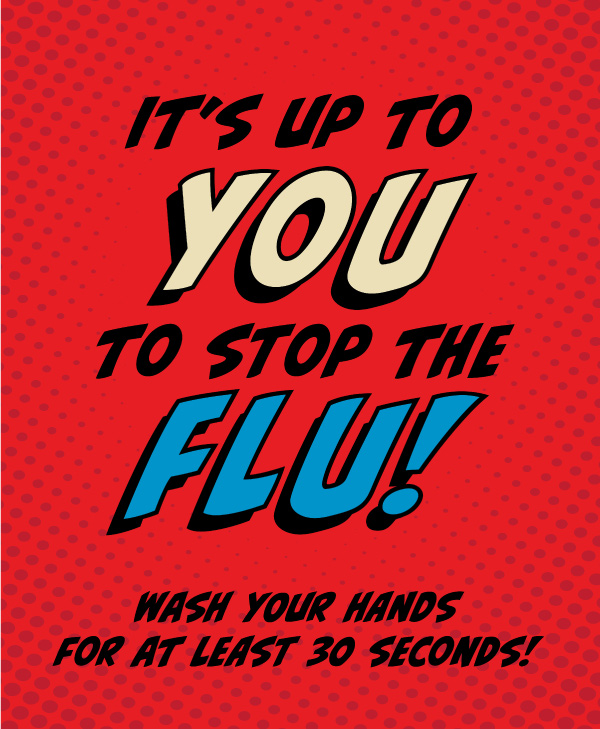 IT'S UP TO
YOU
TO STOP THE
FLU!
WASH YOUR HANDS
FOR AT LEAST 30 SECONDS!